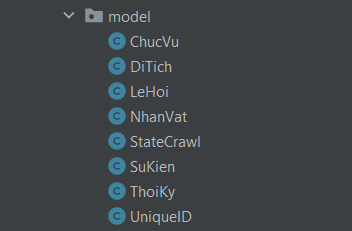 model
ChucVu
DiTich
LeHoi
NhanVat
StateCrawl
SuKien
ThoiKy
UniqueID